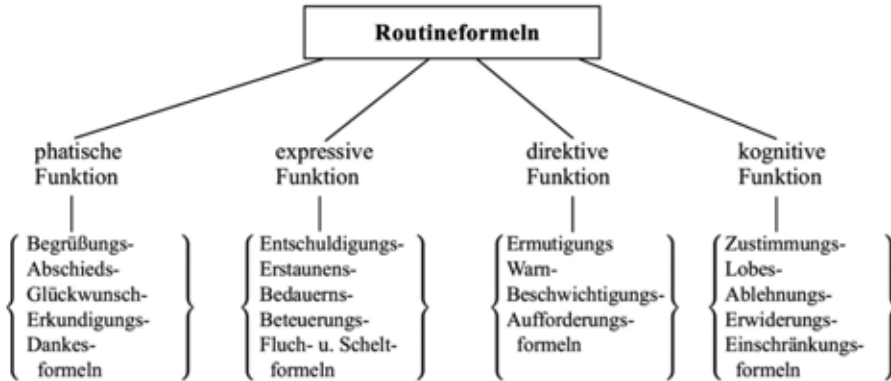 Routineformeln
phatische
Funktion
expressive
Funktion
direktive
Funktion
kognitive
Funktion
Begrüßungs-
Abschieds-
Glückwunsch-
Erkundigungs-
Dankes-
formeln
Entschuldigungs-
Erstaunens-
Bedauerns-
Beteuerungs-
Fluch- u. Schelt-
formeln
Ermutigungs
Warn-
Beschwichtigungs-
Aufforderungs-
formeln
Zustimmungs-
Lobes-
Ablehnungs-
Erwiderungs-
Einschränkungs-
formeln